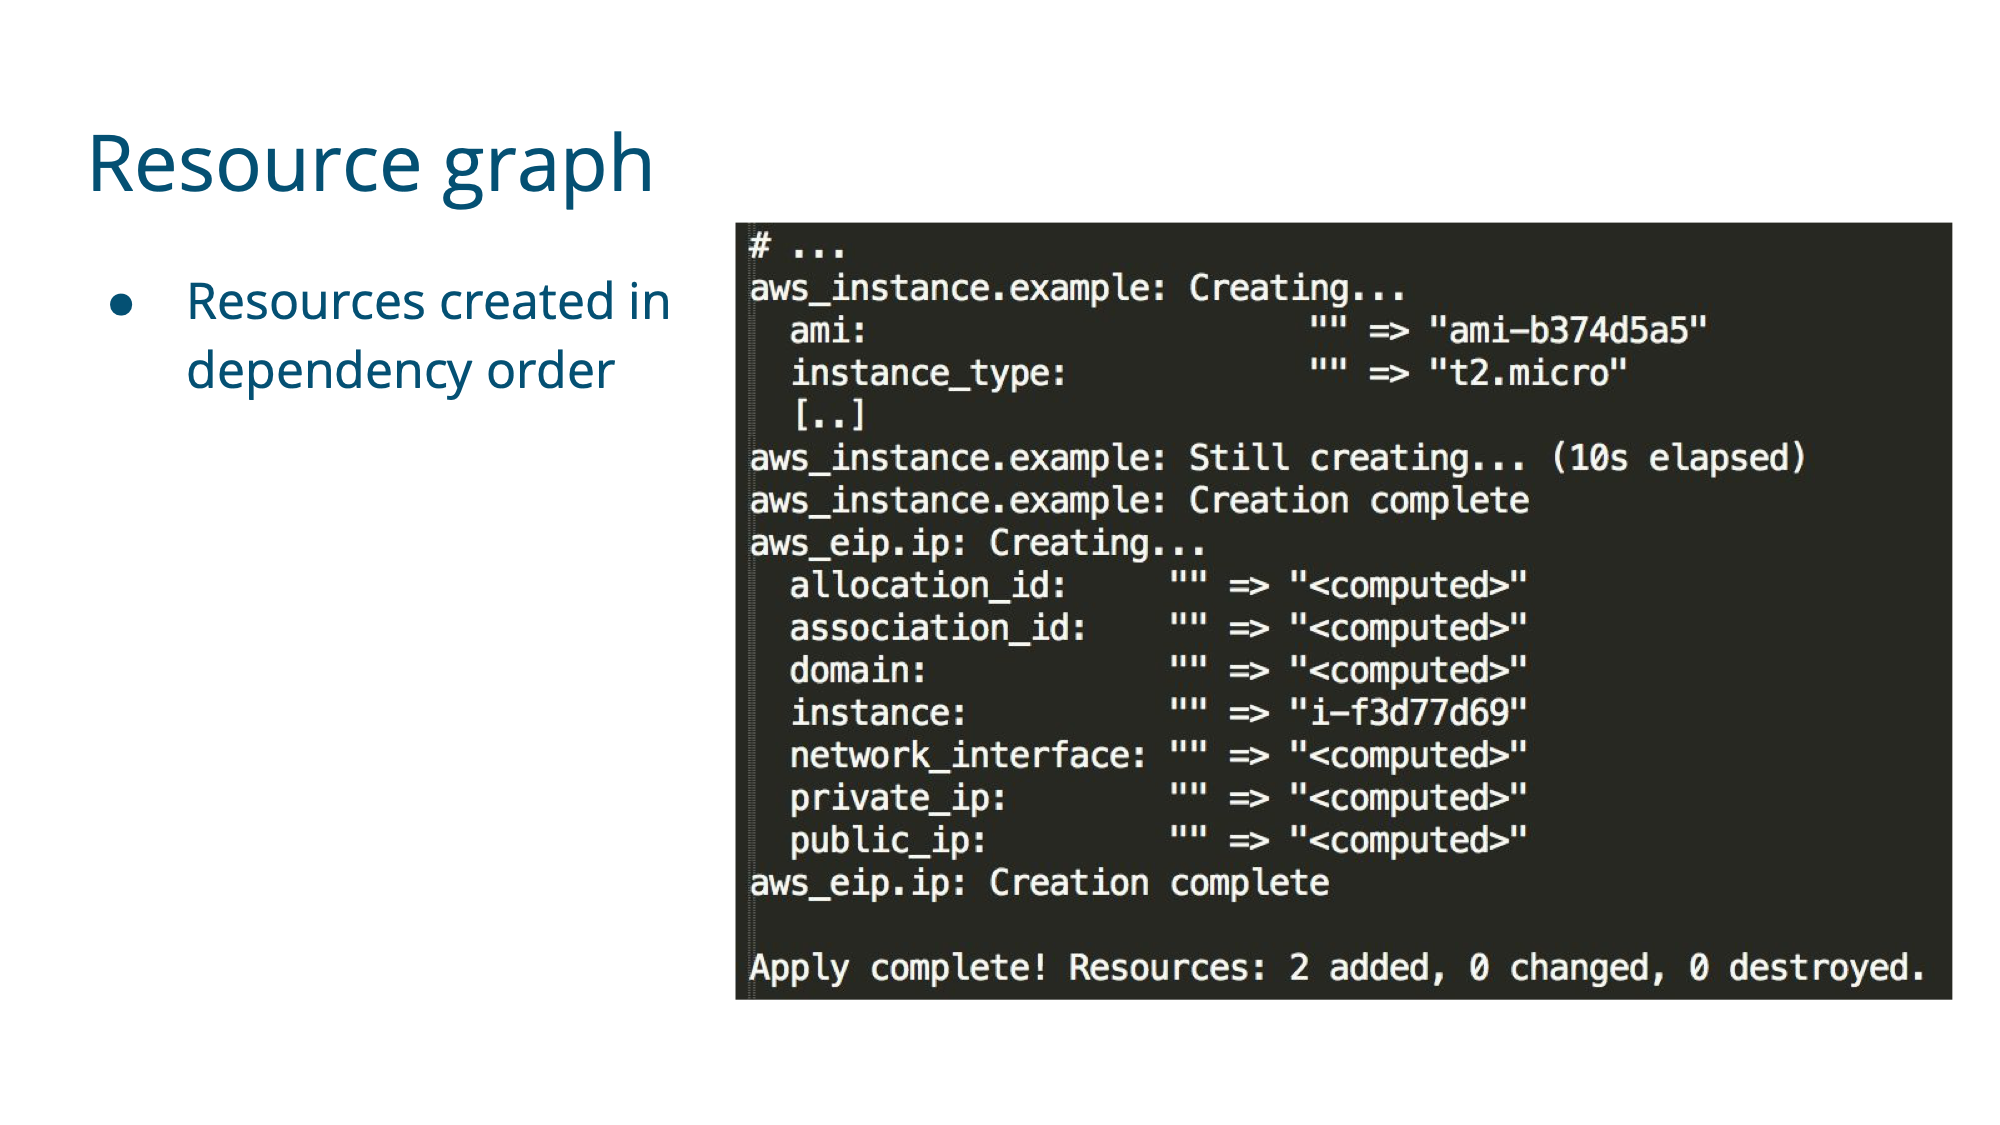 Resource graph
● Resources created in
dependency order
# ...
aws_instance.example: Creating...
  ami:                      "" => "ami-b374d5a5"
  instance_type:            "" => "t2.micro"
  [..]
aws_instance.example: Still creating... (10s elapsed)
aws_instance.example: Creation complete
aws_eip.ip: Creating...
  allocation_id:     "" => "<computed>"
  association_id:    "" => "<computed>"
  domain:            "" => "<computed>"
  instance:          "" => "i-f3d77d69"
  network_interface: "" => "<computed>"
  private_ip:        "" => "<computed>"
  public_ip:         "" => "<computed>"
aws_eip.ip: Creation complete
Apply complete! Resources: 2 added, 0 changed, 0 destroyed.